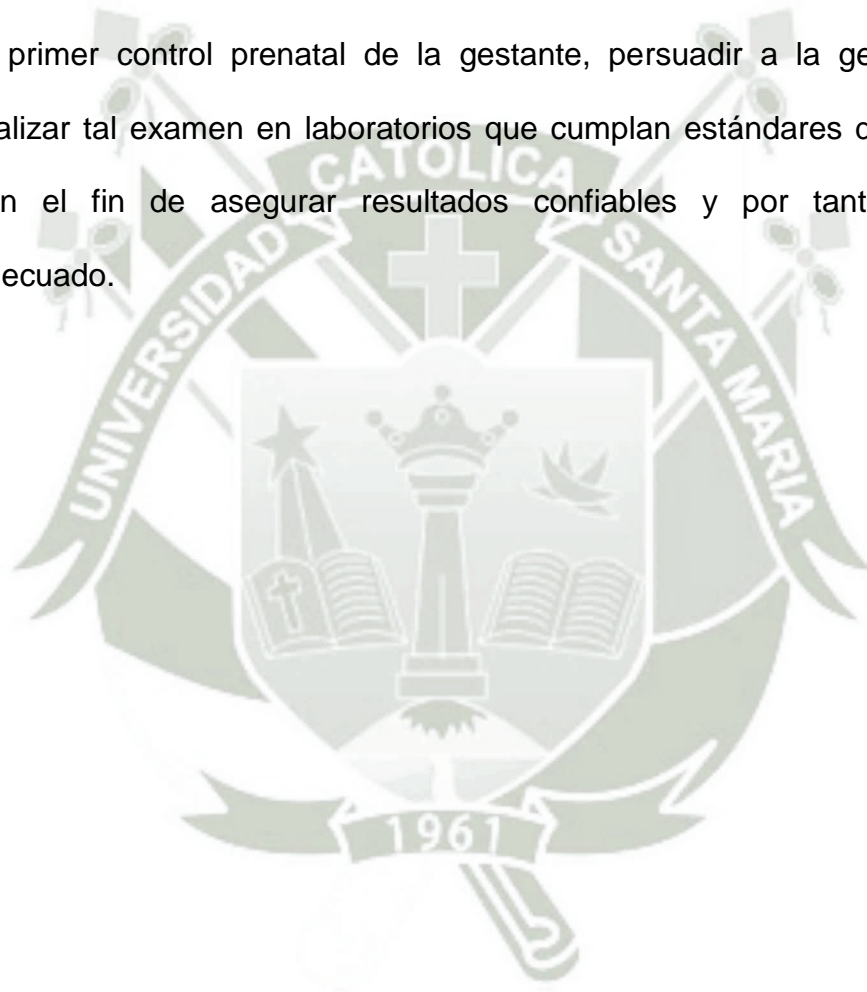 primer control prenatal de la gestante, persuadir a la ge
alizar tal examen en laboratorios que cumplan estándares
n el fin de asegurar resultados confiables y por tant
ecuado.
UNIVERSIDAD CATOLICA SANTA MARIA
1961